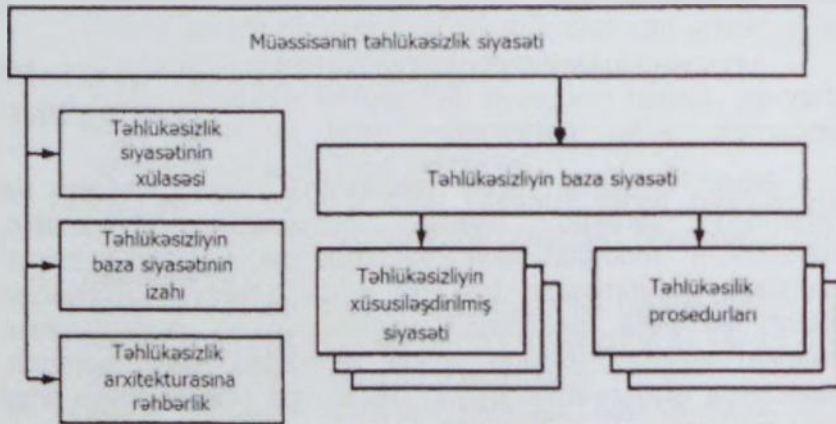 Müəssisənin təhlükəsizlik siyasəti
Təhlükəsizlik
siyasətinin
xülasəsi
Təhlükəsizliyin
baza siyasətinin
izahı
Təhlükəsizlik
arxitekturasına
rəhbərlik
Təhlükəsizliyin baza siyasəti
Təhlükəsizliyin
xüsusiləşdirilmiş
siyasəti
Təhlükəsilik
prosedurları